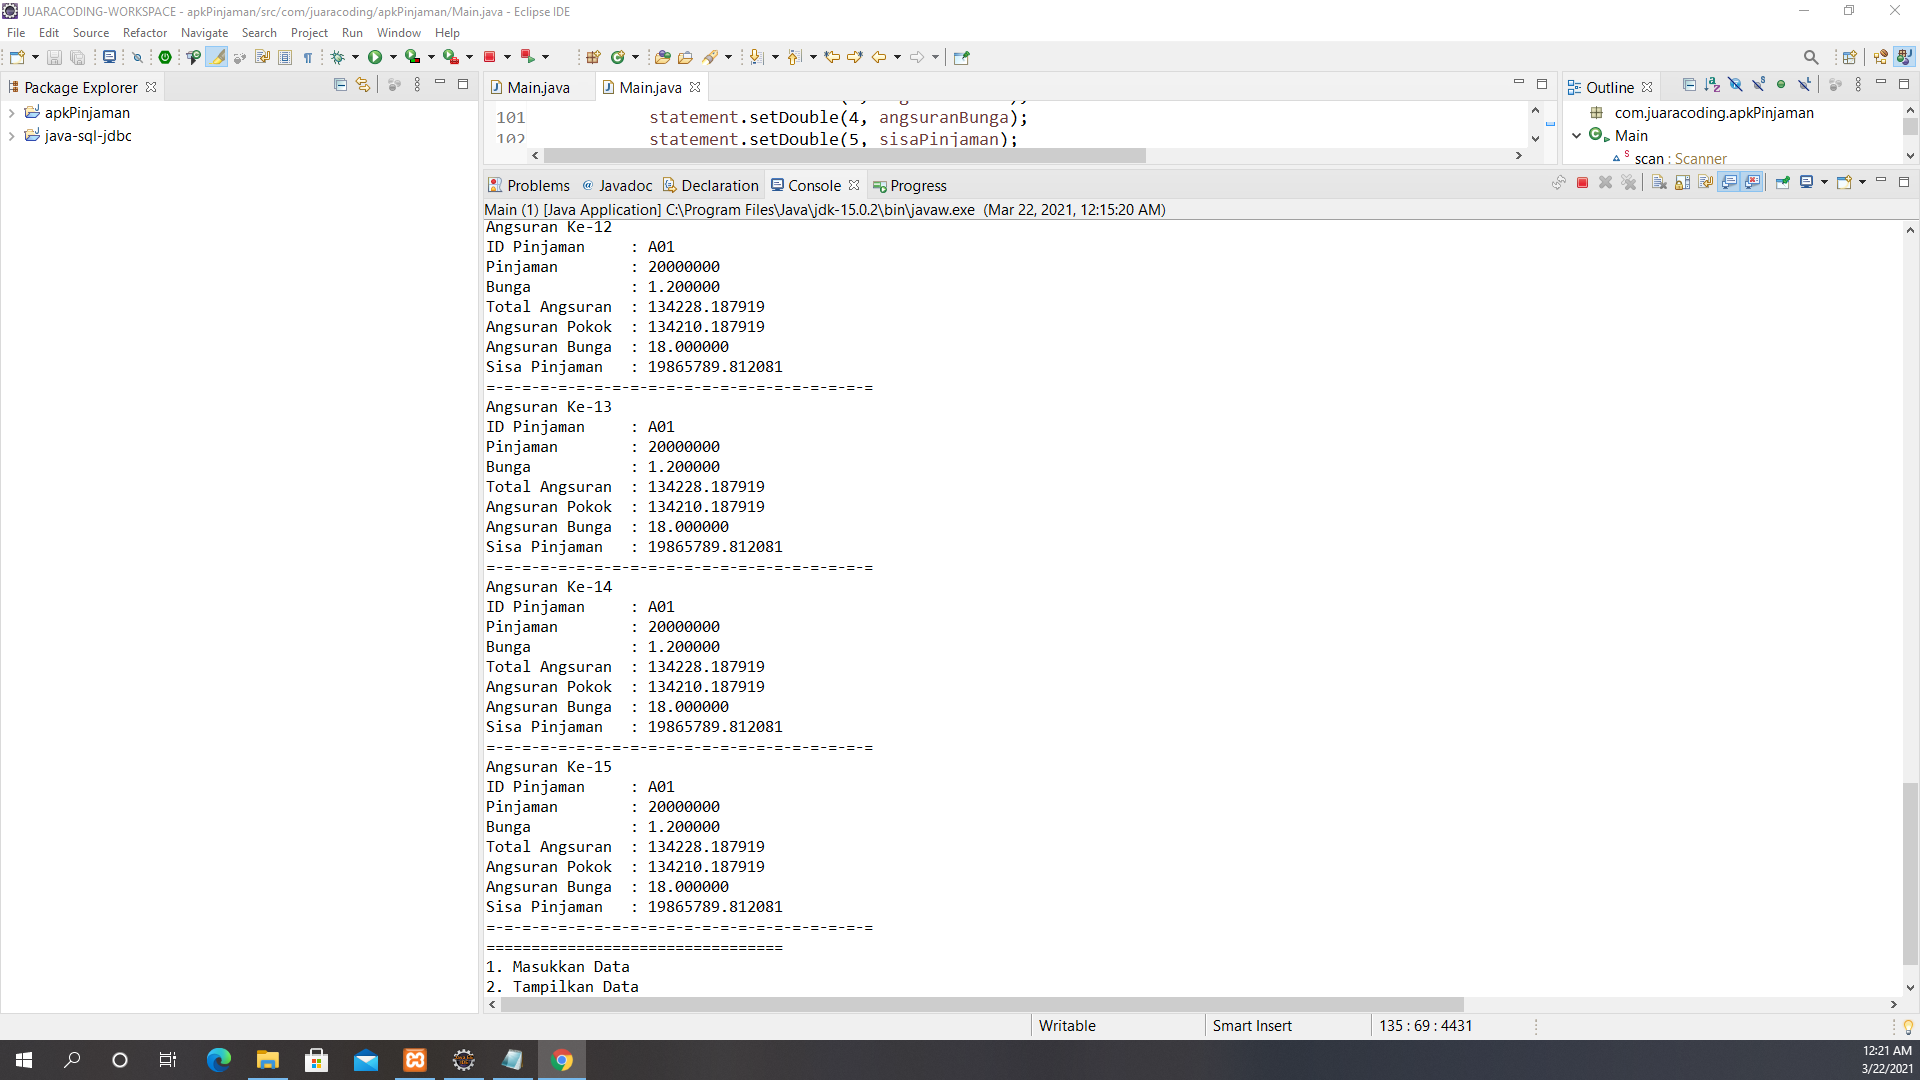 JUARACODING-WORKSPACE - apkPinjaman/src/com/juaracoding/apkPinjaman/Main.java - Eclipse IDE
File Edit Source Refactor Navigate Search Project Run Window Help
Package Explorer
apkPinjaman
java-sql-jdbc
Main.java
Main.java
101 statement.setDouble(4, angsuranBunga);
102 statement.setDouble(5, sisaPinjaman);
Outline
com.juaracoding.apkPinjaman
Main
scan : Scanner
Problems Javadoc Declaration Console Progress
Main (1) [Java Application] C:\Program Files\Java\jdk-15.0.2\bin\javaw.exe (Mar 22, 2021, 12:15:20 AM)
Angsuran Ke-12
ID Pinjaman : A01
Pinjaman : 20000000
Bunga : 1.200000
Total Angsuran : 134228.187919
Angsuran Pokok : 134210.187919
Angsuran Bunga : 18.000000
Sisa Pinjaman : 19865789.812081
=-=-=-=-=-=-=-=-=-=-=-=-=-=-=-=-=-=-=-=-=-=
Angsuran Ke-13
ID Pinjaman : A01
Pinjaman : 20000000
Bunga : 1.200000
Total Angsuran : 134228.187919
Angsuran Pokok : 134210.187919
Angsuran Bunga : 18.000000
Sisa Pinjaman : 19865789.812081
=-=-=-=-=-=-=-=-=-=-=-=-=-=-=-=-=-=-=-=-=-=
Angsuran Ke-14
ID Pinjaman : A01
Pinjaman : 20000000
Bunga : 1.200000
Total Angsuran : 134228.187919
Angsuran Pokok : 134210.187919
Angsuran Bunga : 18.000000
Sisa Pinjaman : 19865789.812081
=-=-=-=-=-=-=-=-=-=-=-=-=-=-=-=-=-=-=-=-=-=
Angsuran Ke-15
ID Pinjaman : A01
Pinjaman : 20000000
Bunga : 1.200000
Total Angsuran : 134228.187919
Angsuran Pokok : 134210.187919
Angsuran Bunga : 18.000000
Sisa Pinjaman : 19865789.812081
=-=-=-=-=-=-=-=-=-=-=-=-=-=-=-=-=-=-=-=-=-=
=================================
1. Masukkan Data
2. Tampilkan Data
Writable Smart Insert 135 : 69 : 4431
12:21 AM
3/22/2021